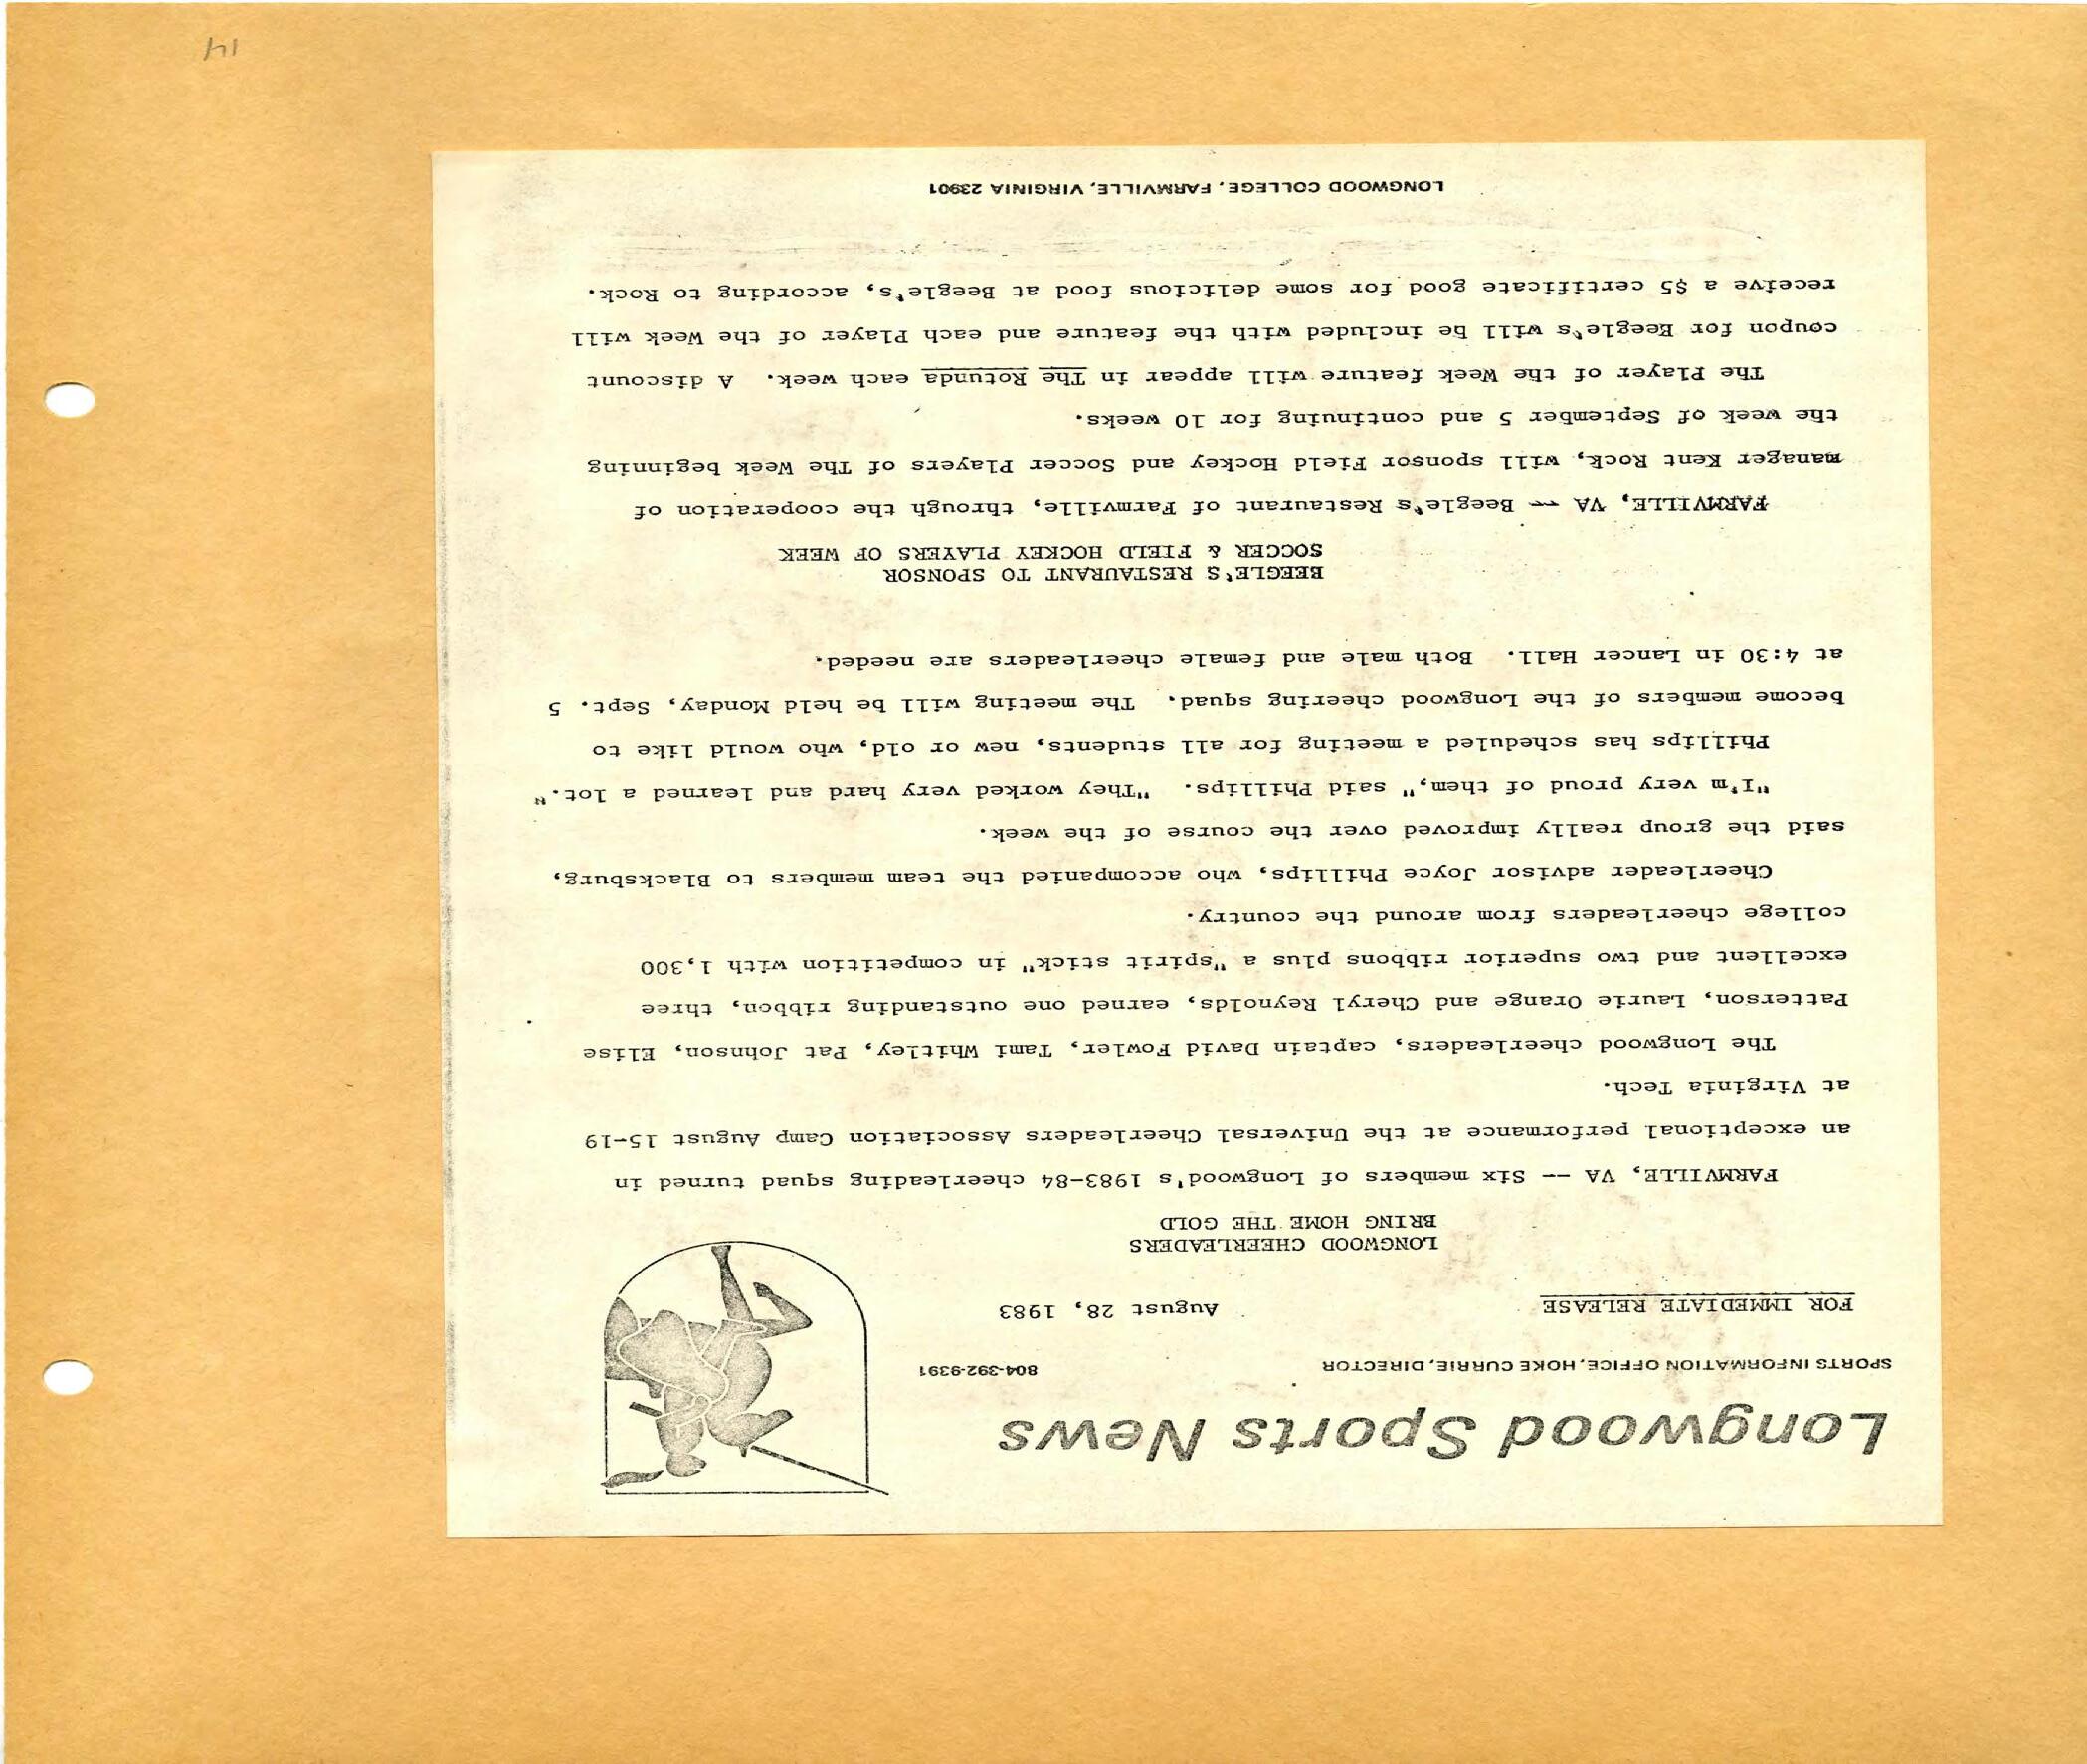 Longwood Sports News
SPORTS INFORMATION OFFICE, HOKE CURRIE, DIRECTOR 804-392-9391
FOR IMMEDIATE RELEASE August 28, 1983
LONGWOOD CHEERLEADERS
BRING HOME THE GOLD
FARMVILLE, VA -- Six members of Longwood's 1983-84 cheerleading squad turned in
an exceptional performance at the Universal Cheerleaders Association Camp August 15-19
at Virginia Tech.
The Longwood cheerleaders, captain David Fowler, Tami Whitley, Pat Johnson, Elise
Patterson, Laurie Orange and Cheryl Reynolds, earned one outstanding ribbon, three
excellent and two superior ribbons plus a "spirit stick" in competition with 1,300
college cheerleaders from around the country.
Cheerleader advisor Joyce Phillips, who accompanied the team members to Blacksburg,
said the group really improved over the course of the week.
"I'm very proud of them," said Phillips. "They worked very hard and learned a lot."
Phillips has scheduled a meeting for all students, new or old, who would like to
become members of the Longwood cheering squad. The meeting will be held Monday, Sept. 5
at 4:30 in Lancer Hall. Both male and female cheerleaders are needed.
BEEGLE'S RESTAURANT TO SPONSOR
SOCCER & FIELD HOCKEY PLAYERS OF WEEK
FARMVILLE, VA -- Beegle's Restaurant of Farmville, through the cooperation of
manager Kent Rock, will sponsor Field Hockey and Soccer Players of The Week beginning
the week of September 5 and continuing for 10 weeks.
The Player of the Week feature will appear in The Rotunda each week. A discount
coupon for Beegle's will be included with the feature and each Player of the Week will
receive a $5 certificate good for some delicious food at Beegle's, according to Rock.
LONGWOOD COLLEGE, FARMVILLE, VIRGINIA 23901